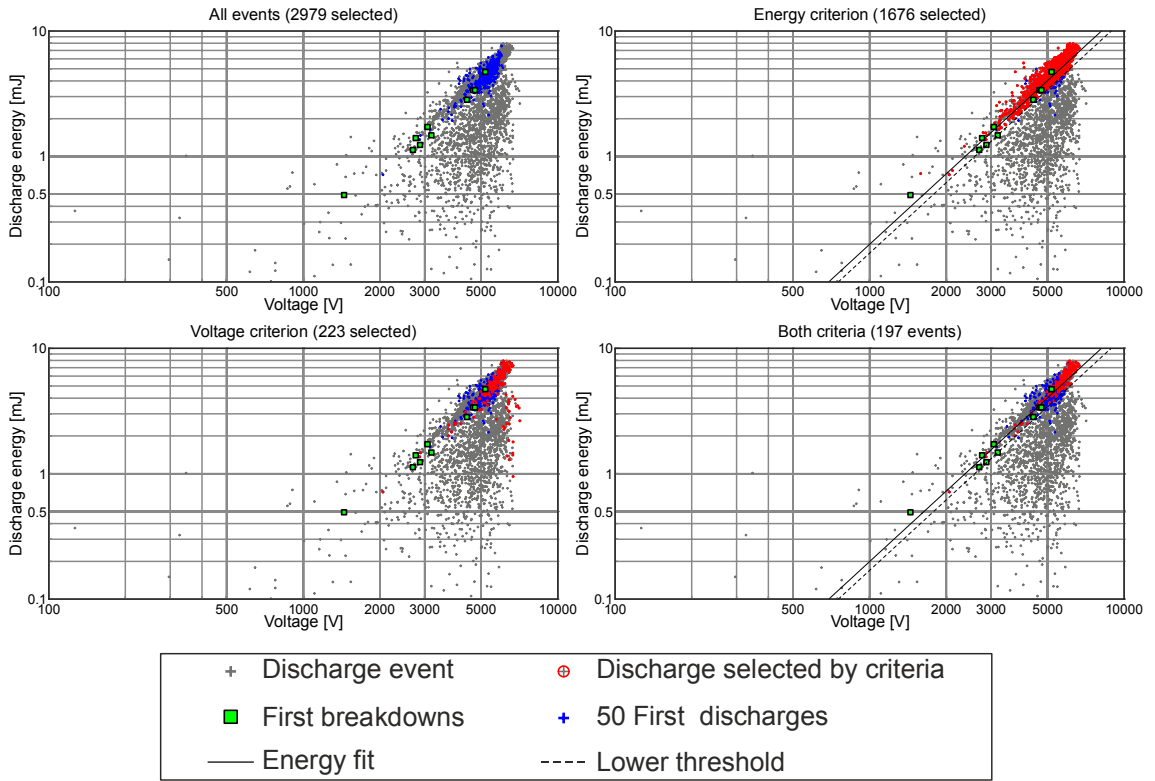 All events (2979 selected)
Discharge energy [mJ]
10
1
0.5
0.1
100 500 1000 2000 3000 5000 10000
Voltage [V]
Energy criterion (1676 selected)
Discharge energy [mJ]
10
1
0.5
0.1
100 500 1000 2000 3000 5000 10000
Voltage [V]
Voltage criterion (223 selected)
Discharge energy [mJ]
10
1
0.5
0.1
100 500 1000 2000 3000 5000 10000
Voltage [V]
Both criteria (197 events)
Discharge energy [mJ]
10
1
0.5
0.1
100 500 1000 2000 3000 5000 10000
Voltage [V]
Discharge event
Discharge selected by criteria
First breakdowns
50 First discharges
Energy fit
Lower threshold